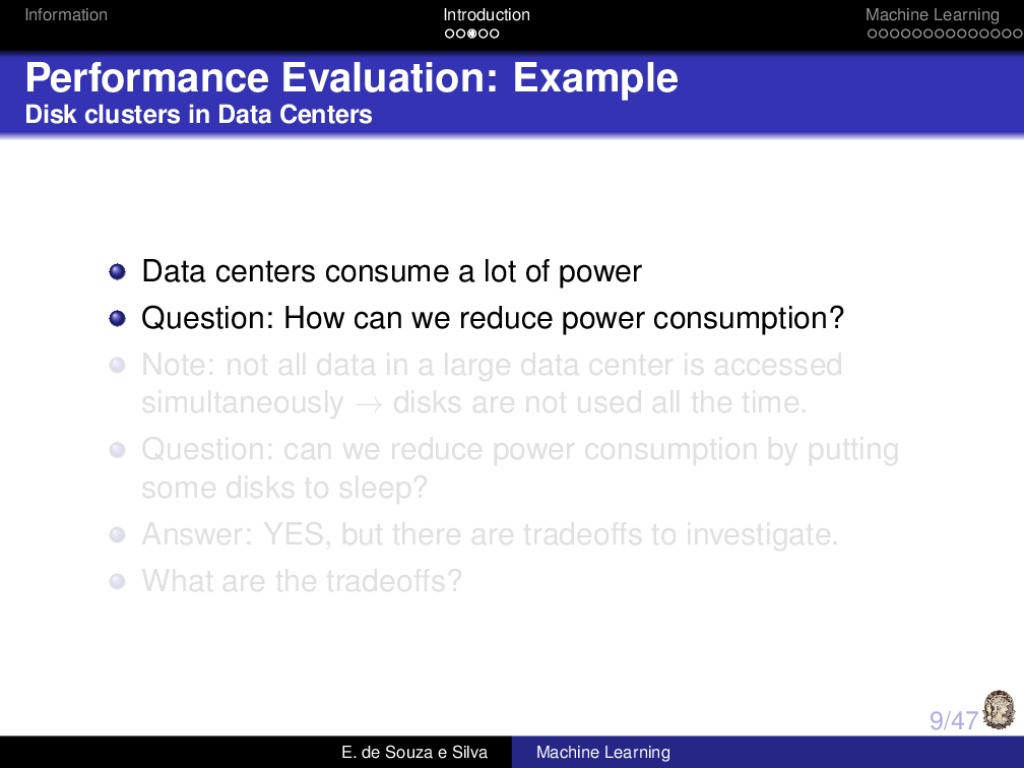 Information Introduction Machine Learning
Performance Evaluation: Example
Disk clusters in Data Centers
Data centers consume a lot of power
Question: How can we reduce power consumption?
Note: not all data in a large data center is accessed
simultaneously → disks are not used all the time.
Question: can we reduce power consumption by putting
some disks to sleep?
Answer: YES, but there are tradeoffs to investigate.
What are the tradeoffs?
9/47
E. de Souza e Silva Machine Learning